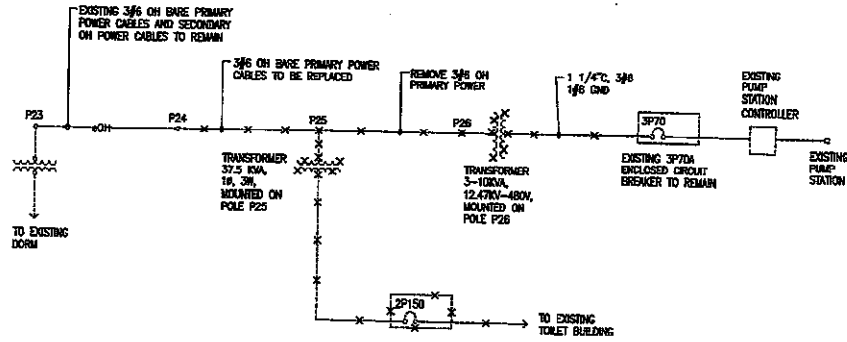 EXISTING 3#6 OH BARE PRIMARY
POWER CABLES AND SECONDARY
OH POWER CABLES TO REMAIN
3#6 OH BARE PRIMARY POWER
CABLES TO BE REPLACED
REMOVE 3#6 OH
PRIMARY POWER
1 1/4"C, 3#6
1#6 GND
EXISTING
PUMP
STATION
CONTROLLER
P23
OH
P24
P25
P26
3P70
TRANSFORMER
37.5 KVA,
1ø, 3W,
MOUNTED ON
POLE P25
TRANSFORMER
3-10KVA,
12.47KV-480V,
MOUNTED ON
POLE P26
EXISTING 3P70A
ENCLOSED CIRCUIT
BREAKER TO REMAIN
EXISTING
PUMP
STATION
TO EXISTING
DORM
2P150
TO EXISTING
TOILET BUILDING